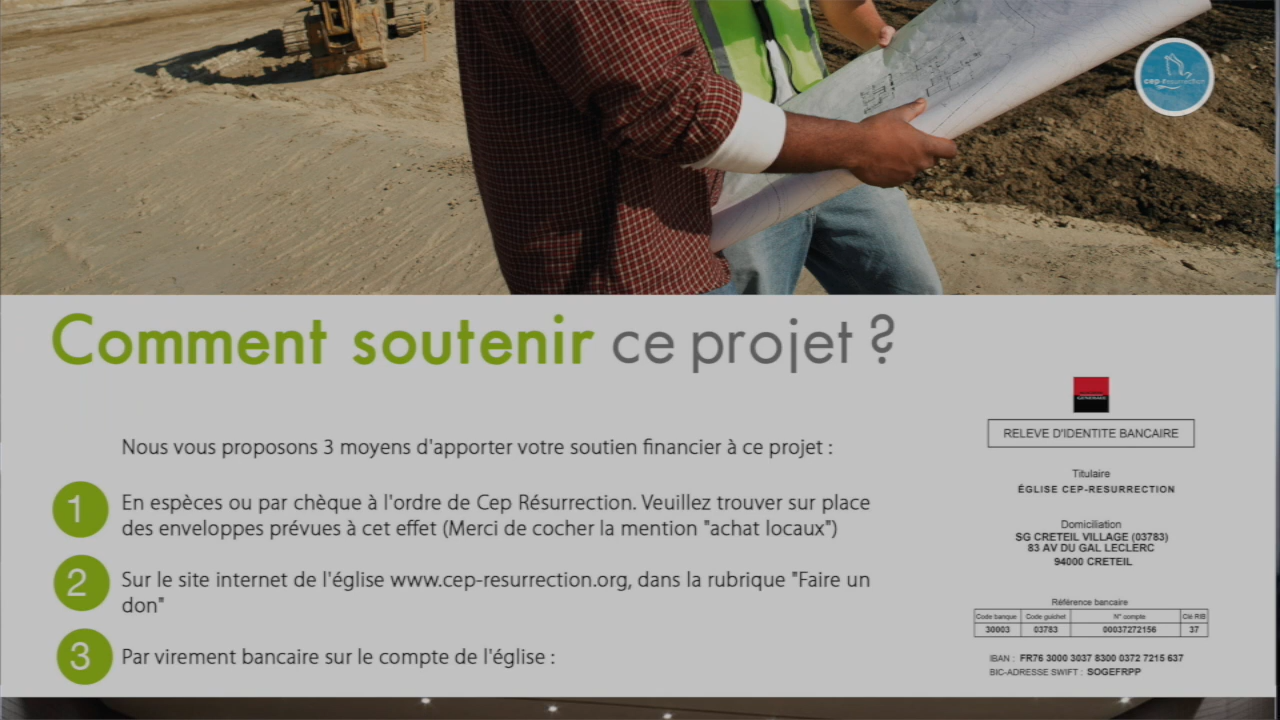 cep-résurrection
Comment soutenir ce projet ?
Nous vous proposons 3 moyens d'apporter votre soutien financier à ce projet :
1
En espèces ou par chèque à l'ordre de Cep Résurrection. Veuillez trouver sur place
des enveloppes prévues à cet effet (Merci de cocher la mention "achat locaux")
2
Sur le site internet de l'église www.cep-resurrection.org, dans la rubrique "Faire un
don"
3
Par virement bancaire sur le compte de l'église :
GENERALE
RELEVE D'IDENTITE BANCAIRE
Titulaire
ÉGLISE CEP-RESURRECTION
Domiciliation
SG CRETEIL VILLAGE (03783)
83 AV DU GAL LECLERC
94000 CRETEIL
Référence bancaire
Code banque Code guichet N° compte Clé RIB
30003 03783 00037272156 37
IBAN : FR76 3000 3037 8300 0372 7215 637
BIC-ADRESSE SWIFT : SOGEFRPP